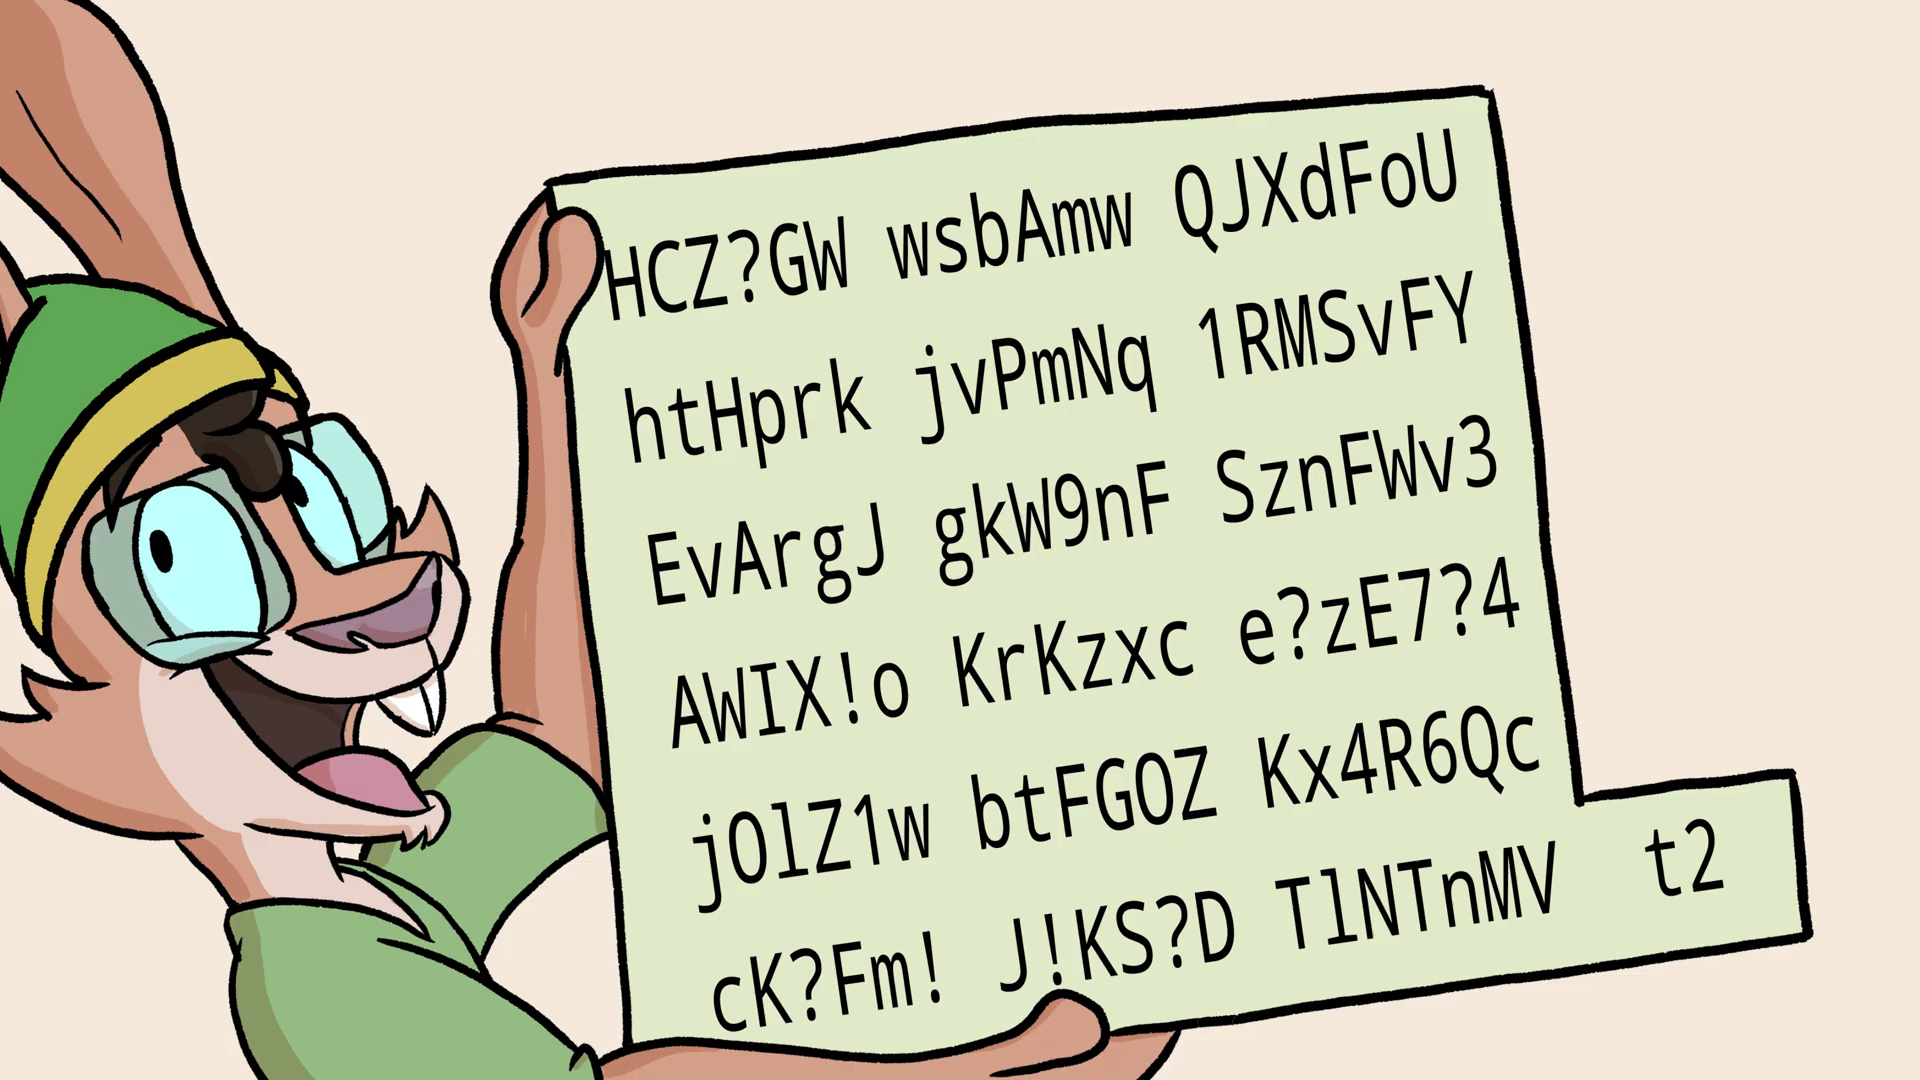 HCZ?GW wsbAmw QJXdFoU
htHprk jvPmNq 1RMSvFY
EvArgJ gkW9nF SznFWv3
AWIX!o KrKzxc e?zE7?4
jOlZ1w btFGOZ Kx4R6Qc
cK?Fm! J!KS?D TlNTnMV t2